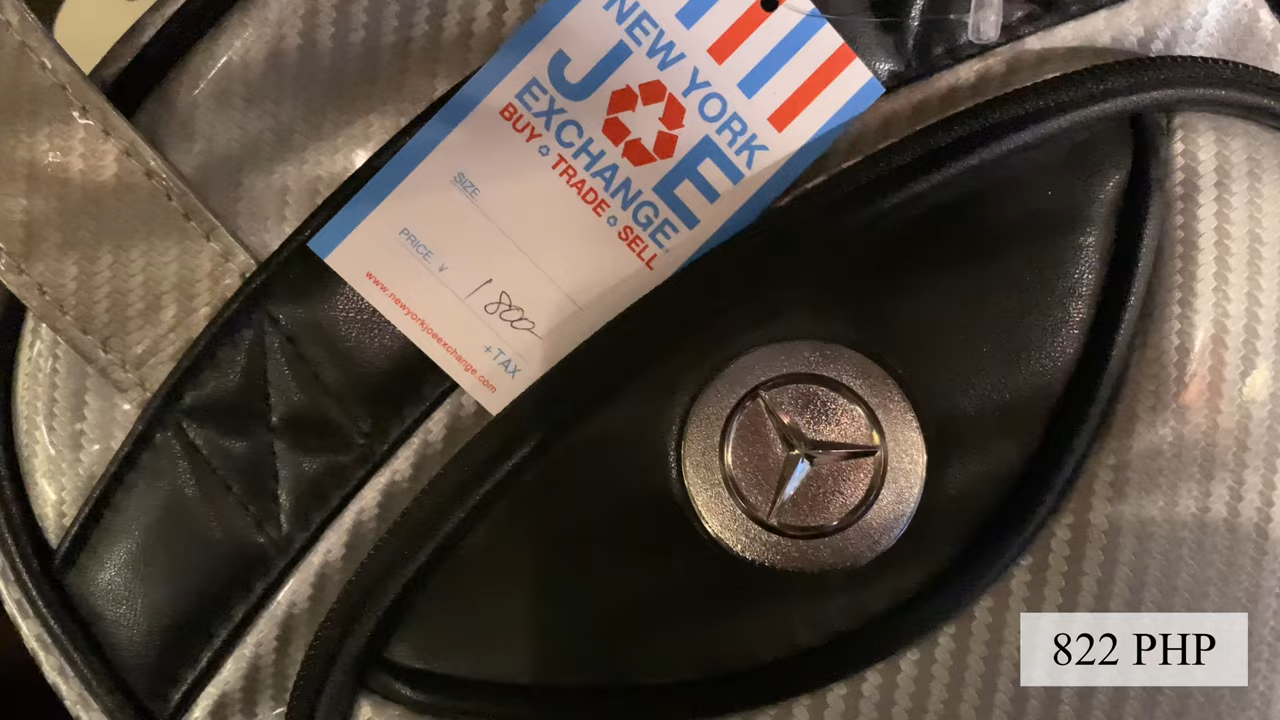 NEW YORK
JOE
EXCHANGE
BUY TRADE SELL
SIZE
PRICE. ¥ 1800-
+TAX
www.newyorkjoeexchange.com
822 PHP